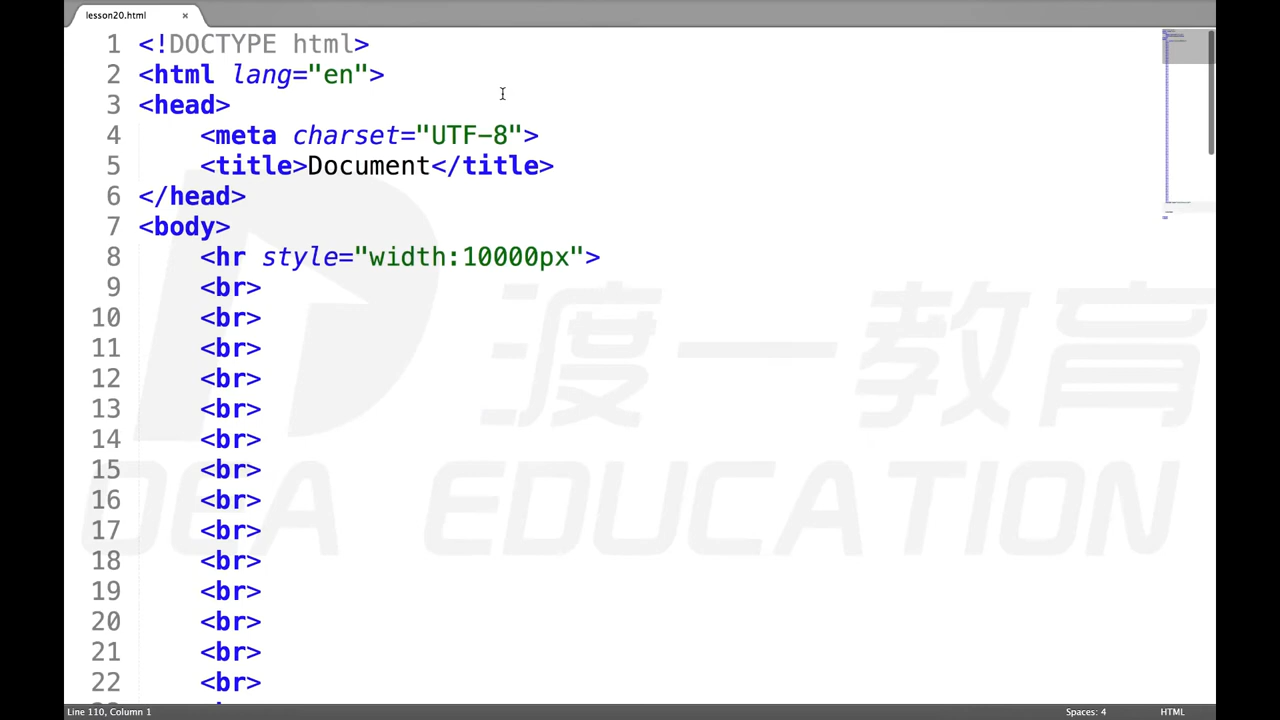 lesson20.html ×
1 <!DOCTYPE html>
2 <html lang="en">
3 <head>
4     <meta charset="UTF-8">
5     <title>Document</title>
6 </head>
7 <body>
8     <hr style="width:10000px">
9     <br>
10     <br>
11     <br>
12     <br>
13     <br>
14     <br>
15     <br>
16     <br>
17     <br>
18     <br>
19     <br>
20     <br>
21     <br>
22     <br>
渡一教育
EDUCATION
Line 110, Column 1
Spaces: 4
HTML